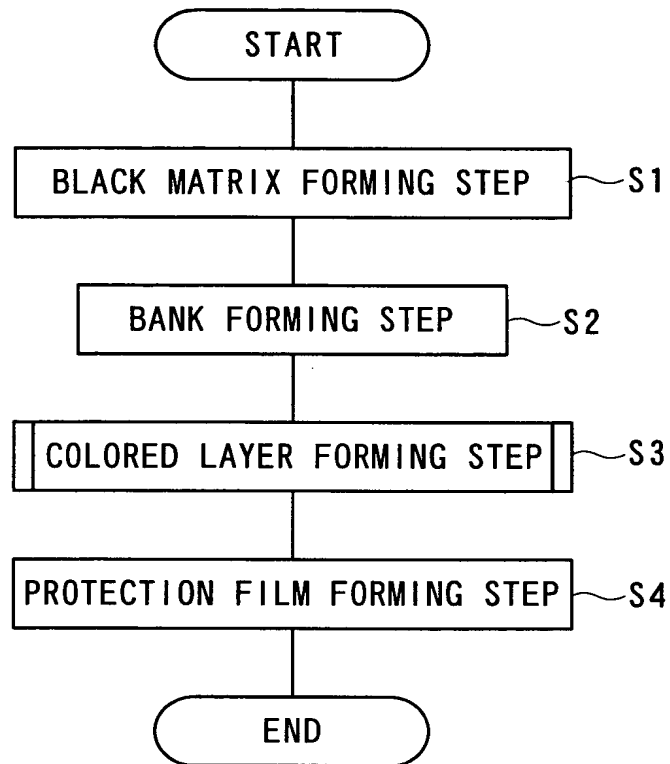 START
BLACK MATRIX FORMING STEP
S1
BANK FORMING STEP
S2
COLORED LAYER FORMING STEP
S3
PROTECTION FILM FORMING STEP
S4
END